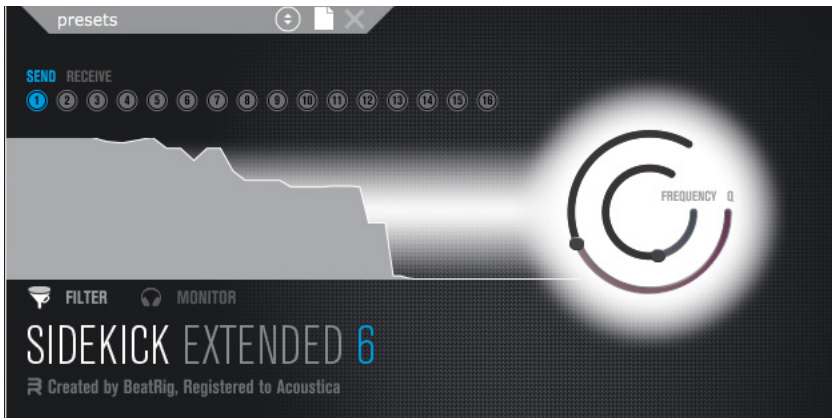 presets
SEND RECEIVE
1 2 3 4 5 6 7 8 9 10 11 12 13 14 15 16
FREQUENCY Q
FILTER MONITOR
SIDEKICK EXTENDED 6
Created by BeatRig, Registered to Acoustica